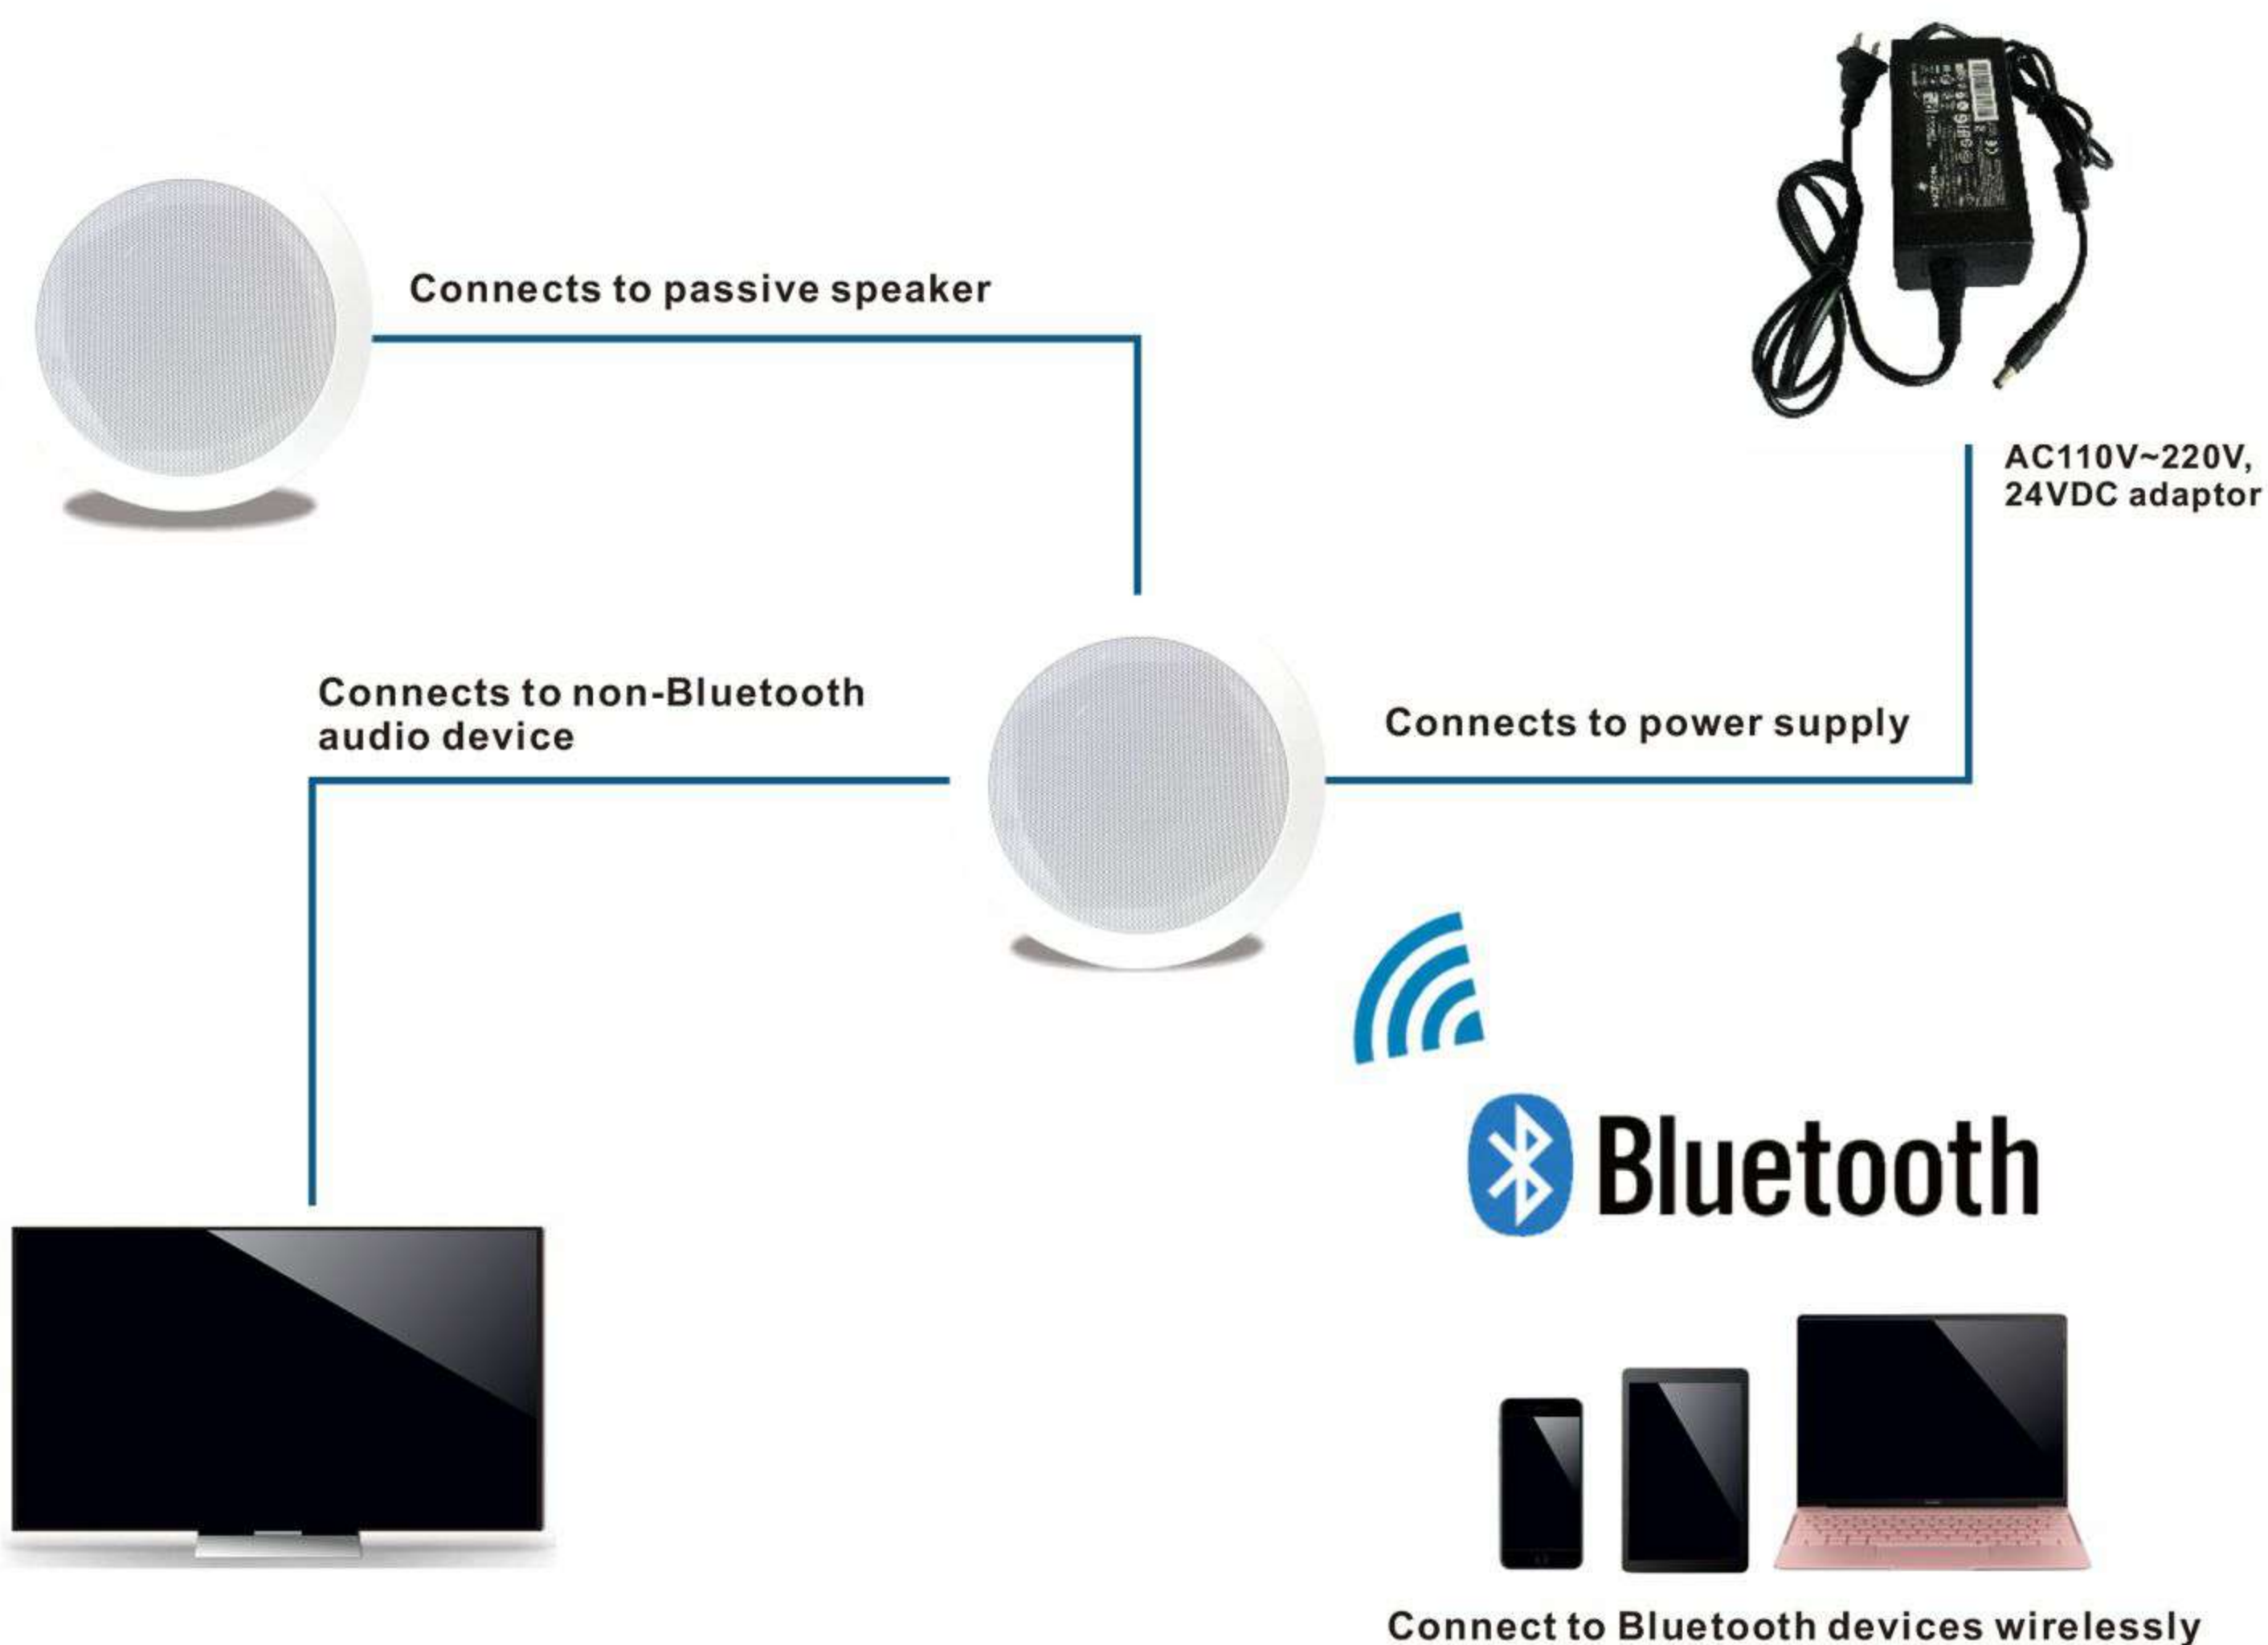 Connects to passive speaker
AC110V~220V,
24VDC adaptor
Connects to non-Bluetooth
audio device
Connects to power supply
Bluetooth
Connect to Bluetooth devices wirelessly